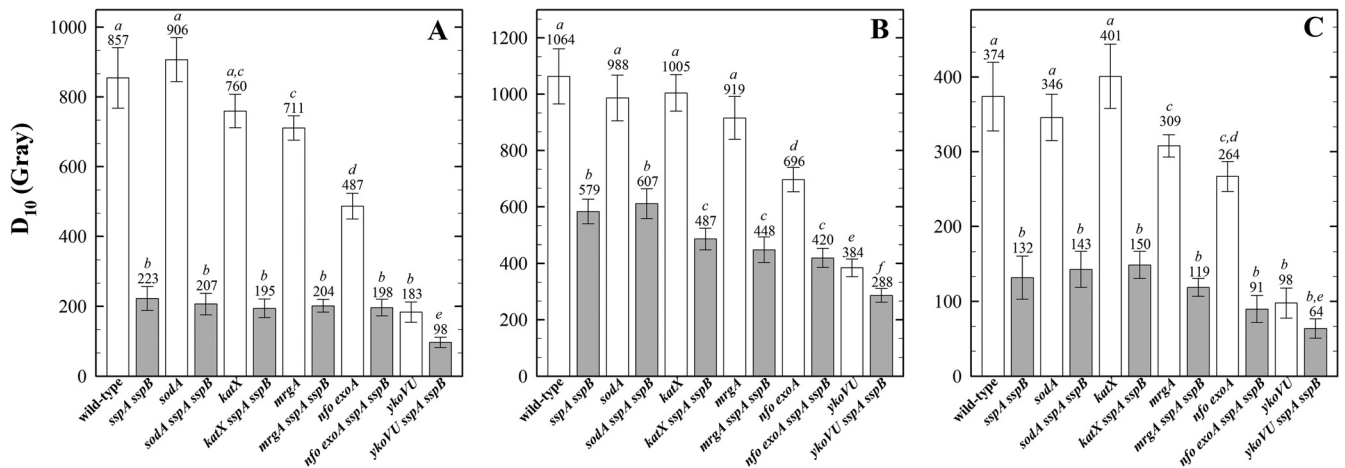 D10 (Gray)
A
1000
800
600
400
200
0
a
857
b
223
a
906
b
207
a,c
760
b
195
c
711
b
204
d
487
b
198
b
183
e
98
wild-type
sspA sspB
sodA
sodA sspA sspB
katX
katX sspA sspB
mrgA
mrgA sspA sspB
nfo exoA
nfo exoA sspA sspB
ykoVU
ykoVU sspA sspB
B
1200
1000
800
600
400
200
0
a
1064
b
579
a
988
b
607
a
1005
c
487
a
919
c
448
d
696
c
420
e
384
f
288
wild-type
sspA sspB
sodA
sodA sspA sspB
katX
katX sspA sspB
mrgA
mrgA sspA sspB
nfo exoA
nfo exoA sspA sspB
ykoVU
ykoVU sspA sspB
C
400
300
200
100
0
a
374
b
132
a
346
b
143
a
401
b
150
c
309
b
119
c,d
264
b
91
b
98
b,e
64
wild-type
sspA sspB
sodA
sodA sspA sspB
katX
katX sspA sspB
mrgA
mrgA sspA sspB
nfo exoA
nfo exoA sspA sspB
ykoVU
ykoVU sspA sspB